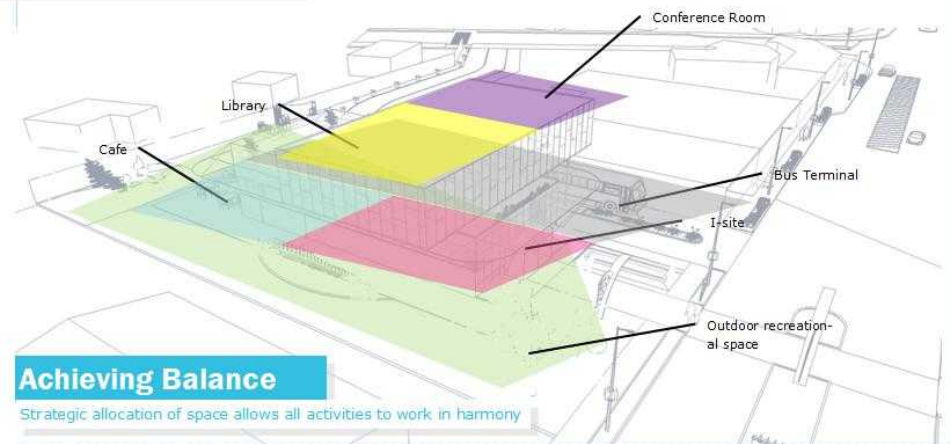 Conference Room
Library
Cafe
Bus Terminal
I-site
Outdoor recreation-
al space
Achieving Balance
Strategic allocation of space allows all activities to work in harmony